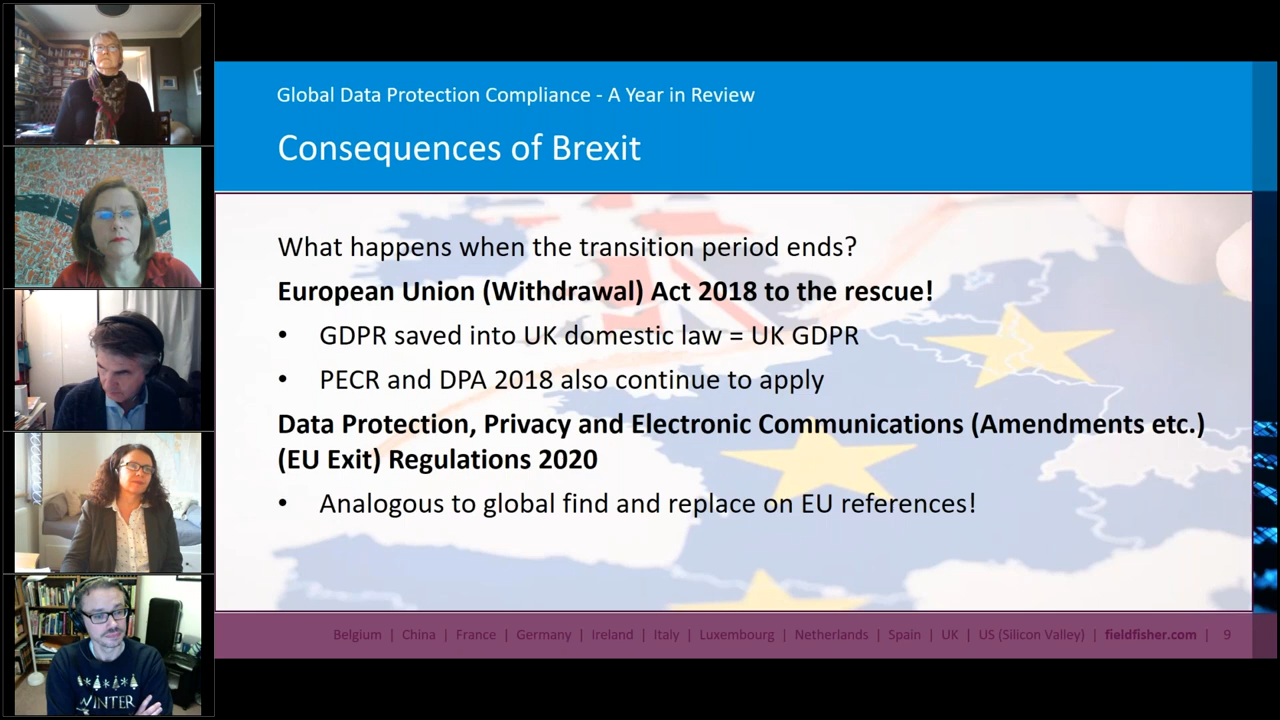 Global Data Protection Compliance - A Year in Review
Consequences of Brexit
What happens when the transition period ends?
European Union (Withdrawal) Act 2018 to the rescue!
• GDPR saved into UK domestic law = UK GDPR
• PECR and DPA 2018 also continue to apply
Data Protection, Privacy and Electronic Communications (Amendments etc.)
(EU Exit) Regulations 2020
• Analogous to global find and replace on EU references!
Belgium | China | France | Germany | Ireland | Italy | Luxembourg | Netherlands | Spain | UK | US (Silicon Valley) | fieldfisher.com | 9
WINTER